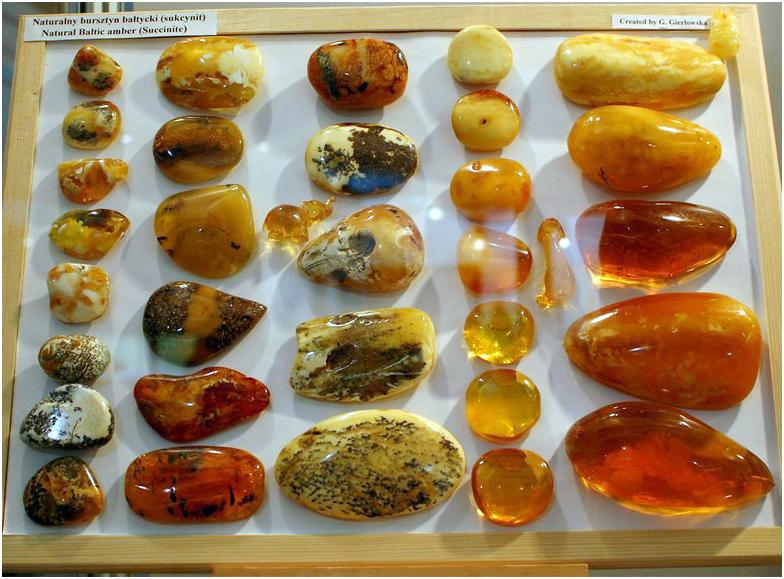 Naturalny bursztyn bałtycki (sukcynit)
Natural Baltic amber (Succinite)
Created by G. Gierłowska